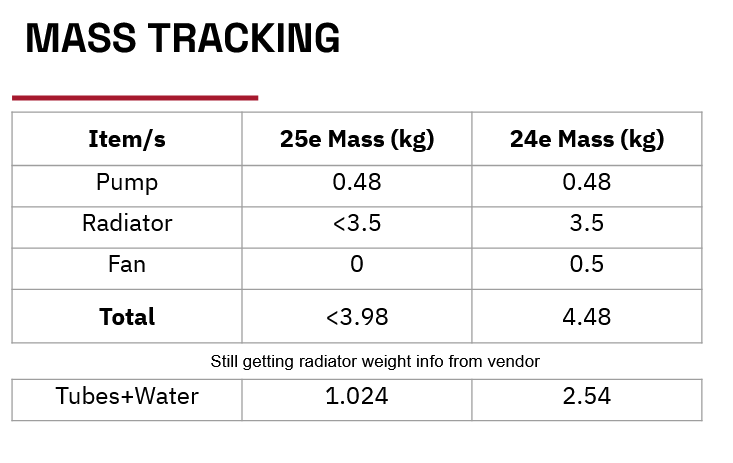 MASS TRACKING
Item/s 25e Mass (kg) 24e Mass (kg)
Pump 0.48 0.48
Radiator <3.5 3.5
Fan 0 0.5
Total <3.98 4.48
Still getting radiator weight info from vendor
Tubes+Water 1.024 2.54